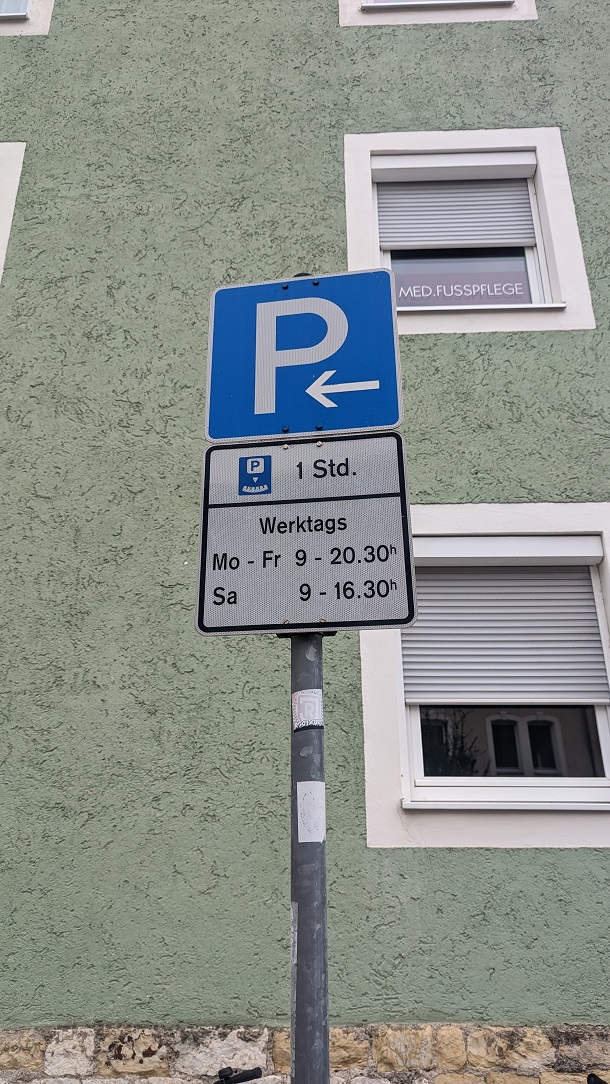 MED.FUSSPFLEGE
P
P
1 Std.
Werktags
Mo - Fr 9 - 20.30h
Sa 9 - 16.30h